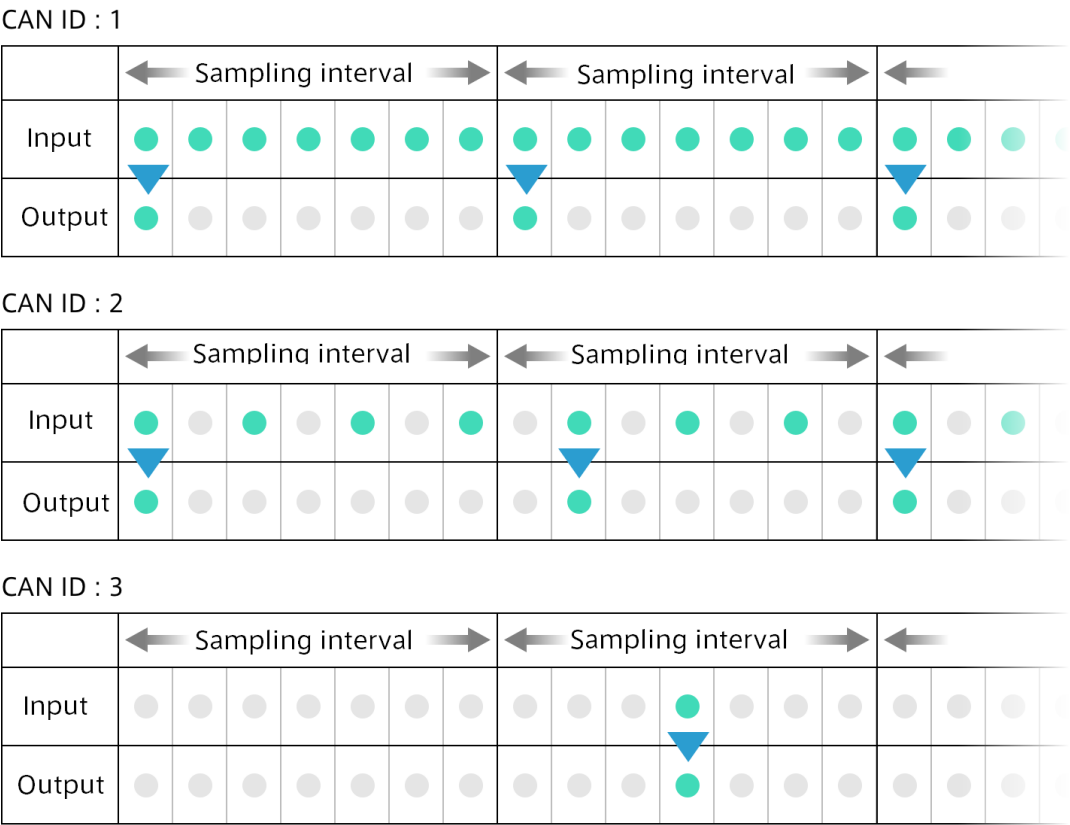 CAN ID : 1
Sampling interval Sampling interval
Input
Output
CAN ID : 2
Sampling interval Sampling interval
Input
Output
CAN ID : 3
Sampling interval Sampling interval
Input
Output